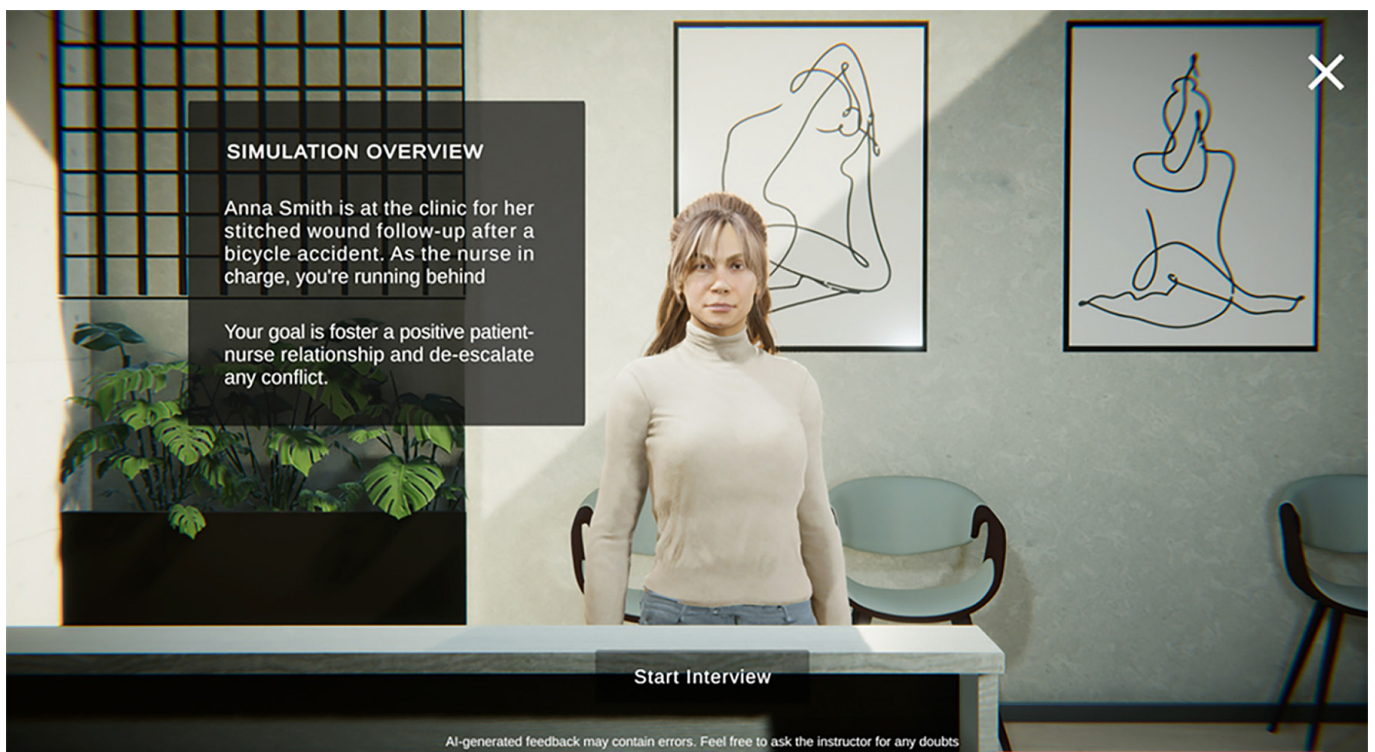 SIMULATION OVERVIEW
Anna Smith is at the clinic for her
stitched wound follow-up after a
bicycle accident. As the nurse in
charge, you're running behind
Your goal is foster a positive patient-
nurse relationship and de-escalate
any conflict.
Start Interview
AI-generated feedback may contain errors. Feel free to ask the instructor for any doubts